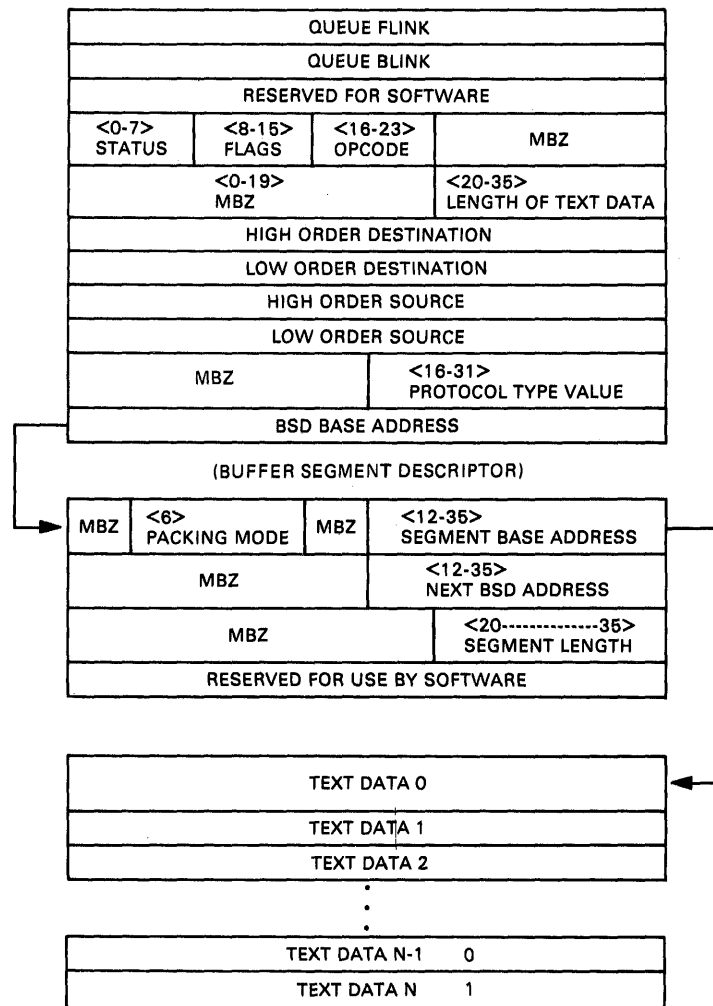 QUEUE FLINK
QUEUE BLINK
RESERVED FOR SOFTWARE
<0-7> <8-15> <16-23>
STATUS FLAGS OPCODE MBZ
<0-19> <20-35>
MBZ LENGTH OF TEXT DATA
HIGH ORDER DESTINATION
LOW ORDER DESTINATION
HIGH ORDER SOURCE
LOW ORDER SOURCE
MBZ <16-31>
PROTOCOL TYPE VALUE
BSD BASE ADDRESS
(BUFFER SEGMENT DESCRIPTOR)
MBZ <6> MBZ <12-35>
PACKING MODE SEGMENT BASE ADDRESS
MBZ <12-35>
NEXT BSD ADDRESS
MBZ <20--------------35>
SEGMENT LENGTH
RESERVED FOR USE BY SOFTWARE
TEXT DATA 0
TEXT DATA 1
TEXT DATA 2
TEXT DATA N-1 0
TEXT DATA N 1